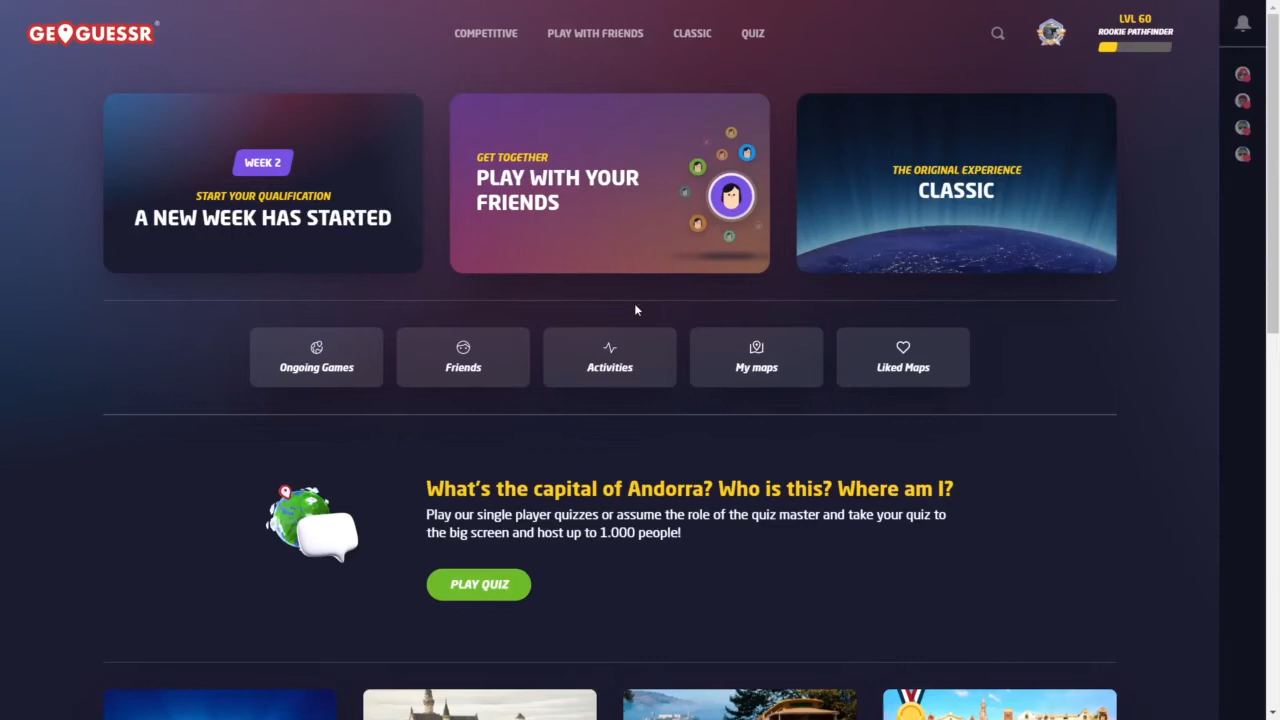 GEOGUESSR®
COMPETITIVE
PLAY WITH FRIENDS
CLASSIC
QUIZ
LVL 60
ROOKIE PATHFINDER
WEEK 2
START YOUR QUALIFICATION
A NEW WEEK HAS STARTED
GET TOGETHER
PLAY WITH YOUR
FRIENDS
THE ORIGINAL EXPERIENCE
CLASSIC
Ongoing Games
Friends
Activities
My maps
Liked Maps
What's the capital of Andorra? Who is this? Where am I?
Play our single player quizzes or assume the role of the quiz master and take your quiz to
the big screen and host up to 1.000 people!
PLAY QUIZ